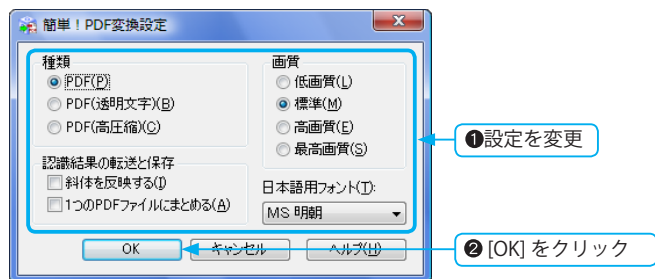 簡単！PDF変換設定
種類
PDF(P)
PDF(透明文字)(B)
PDF(高圧縮)(C)
画質
低画質(L)
標準(M)
高画質(E)
最高画質(S)
❶設定を変更
認識結果の転送と保存
斜体を反映する(I)
1つのPDFファイルにまとめる(A)
日本語用フォント(T):
MS 明朝
OK
キャンセル
ヘルプ(H)
❷ [OK] をクリック